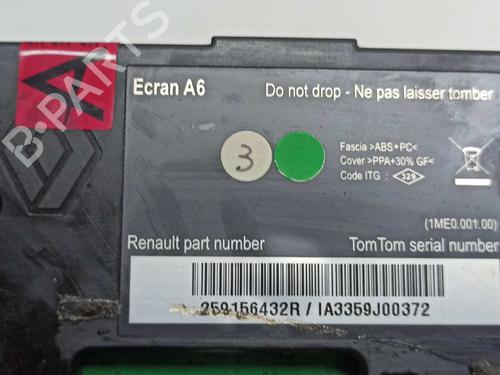 B-PARTS
Ecran A6
Do not drop - Ne pas laisser tomber
3
Fascia >ABS+PC<
Cover >PPA+30% GF<
Code ITG : 329
(1ME0.001.00)
Renault part number
TomTom serial number
259156432R / IA3359J00372